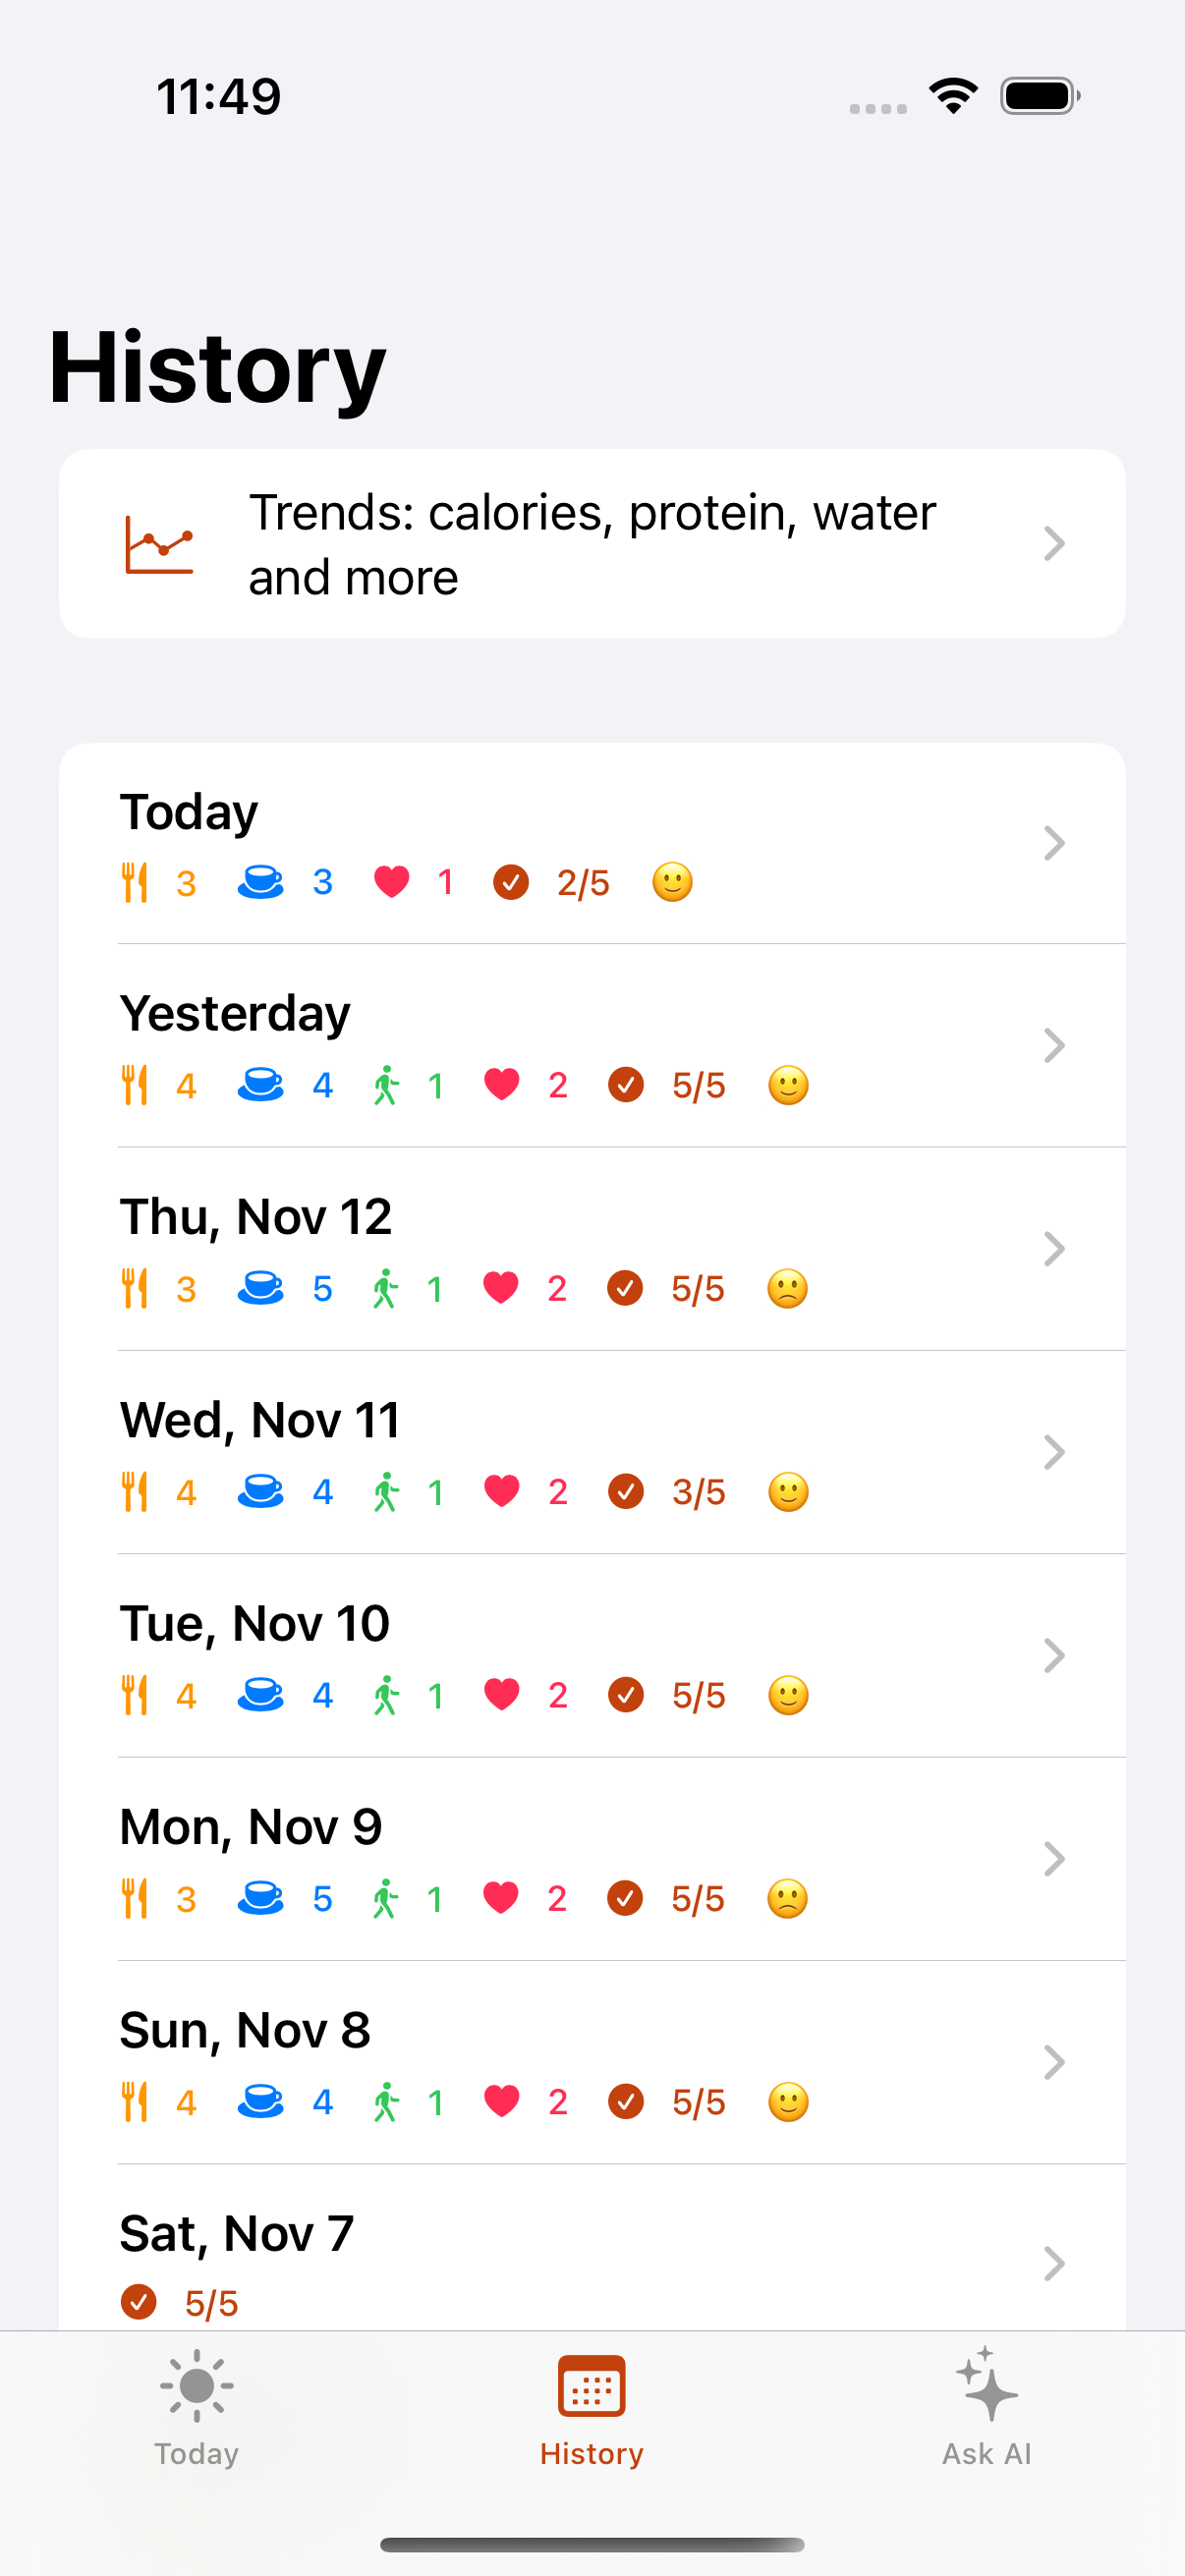 11:49
History
Trends: calories, protein, water
and more
Today
3 3 1 2/5
Yesterday
4 4 1 2 5/5
Thu, Nov 12
3 5 1 2 5/5
Wed, Nov 11
4 4 1 2 3/5
Tue, Nov 10
4 4 1 2 5/5
Mon, Nov 9
3 5 1 2 5/5
Sun, Nov 8
4 4 1 2 5/5
Sat, Nov 7
5/5
Today History Ask AI